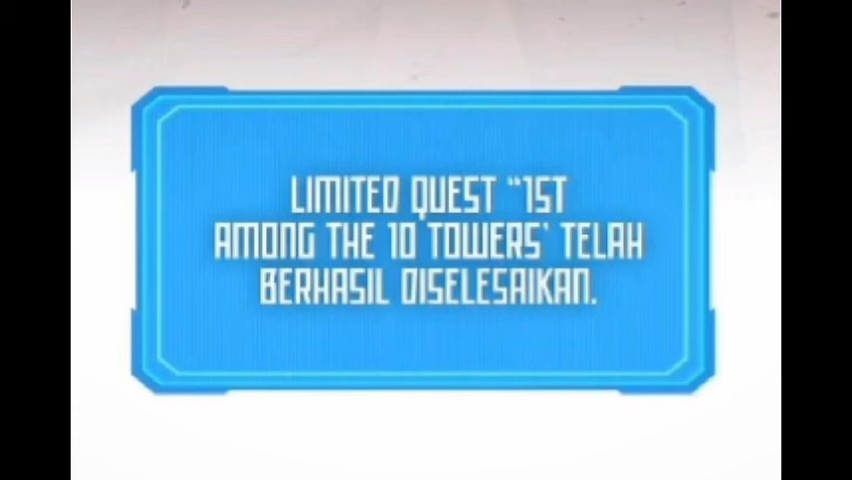 LIMITED QUEST “1ST
AMONG THE 10 TOWERS' TELAH
BERHASIL DISELESAIKAN.